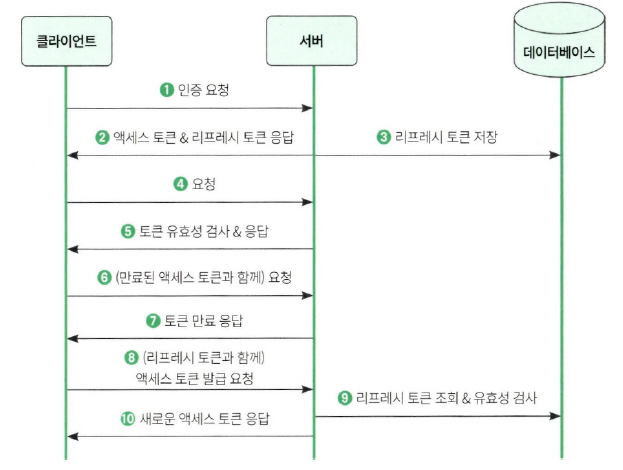 클라이언트
서버
데이터베이스
❶ 인증 요청
❷ 액세스 토큰 & 리프레시 토큰 응답
❸ 리프레시 토큰 저장
❹ 요청
❺ 토큰 유효성 검사 & 응답
❻ (만료된 액세스 토큰과 함께) 요청
❼ 토큰 만료 응답
❽ (리프레시 토큰과 함께)
액세스 토큰 발급 요청
❾ 리프레시 토큰 조회 & 유효성 검사
❿ 새로운 액세스 토큰 응답